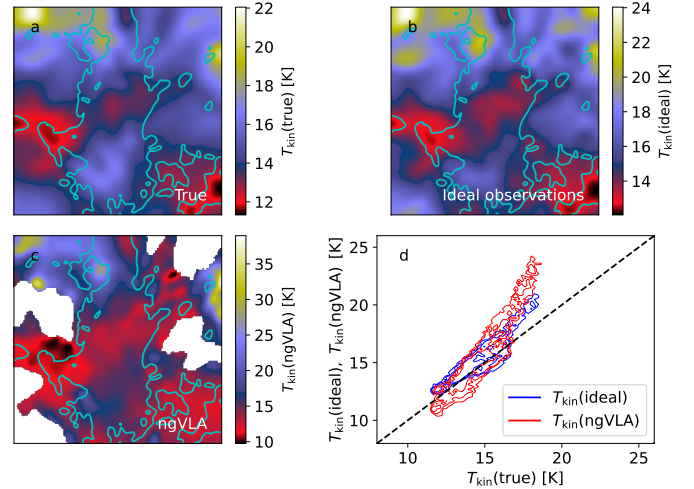 a
True
22
20
18
16
14
12
T_kin(true) [K]
b
Ideal observations
24
22
20
18
16
14
T_kin(ideal) [K]
c
ngVLA
35
30
25
20
15
10
T_kin(ngVLA) [K]
d
25
20
15
10
T_kin(ideal), T_kin(ngVLA) [K]
T_kin(ideal)
T_kin(ngVLA)
10 15 20 25
T_kin(true) [K]